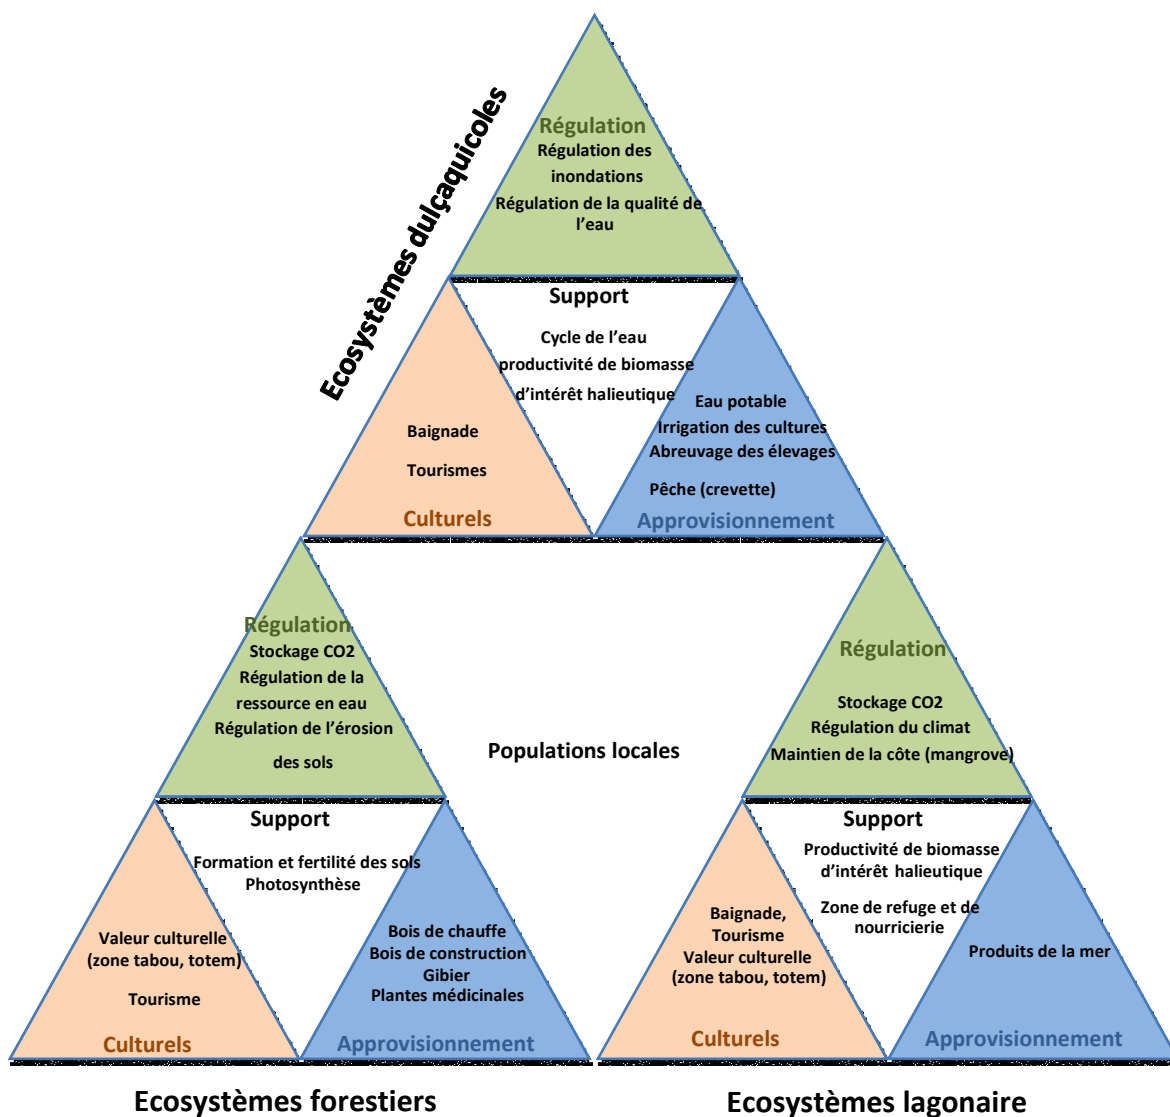 Ecosystèmes dulçaquicoles
Régulation
Régulation des
inondations
Régulation de la qualité de
l’eau
Support
Cycle de l’eau
productivité de biomasse
d’intérêt halieutique
Baignade
Tourismes
Culturels
Eau potable
Irrigation des cultures
Abreuvage des élevages
Pêche (crevette)
Approvisionnement
Régulation
Stockage CO2
Régulation de la
ressource en eau
Régulation de l’érosion
des sols
Populations locales
Régulation
Stockage CO2
Régulation du climat
Maintien de la côte (mangrove)
Support
Formation et fertilité des sols
Photosynthèse
Valeur culturelle
(zone tabou, totem)
Tourisme
Culturels
Bois de chauffe
Bois de construction
Gibier
Plantes médicinales
Approvisionnement
Support
Productivité de biomasse
d’intérêt halieutique
Zone de refuge et de
nourricierie
Baignade,
Tourisme
Valeur culturelle
(zone tabou, totem)
Culturels
Produits de la mer
Approvisionnement
Ecosystèmes forestiers
Ecosystèmes lagonaire